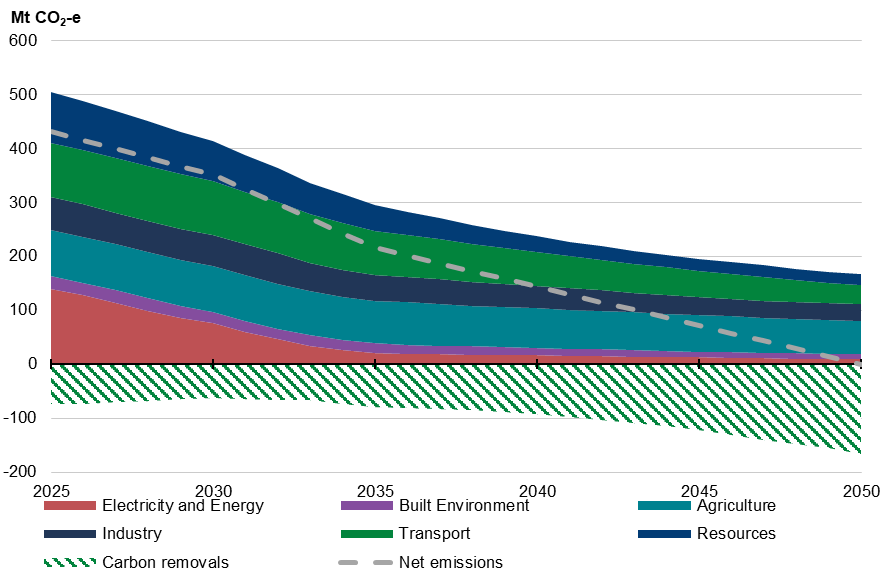 Mt CO₂-e
600
500
400
300
200
100
0
-100
-200
2025 2030 2035 2040 2045 2050
Electricity and Energy Built Environment Agriculture
Industry Transport Resources
Carbon removals Net emissions